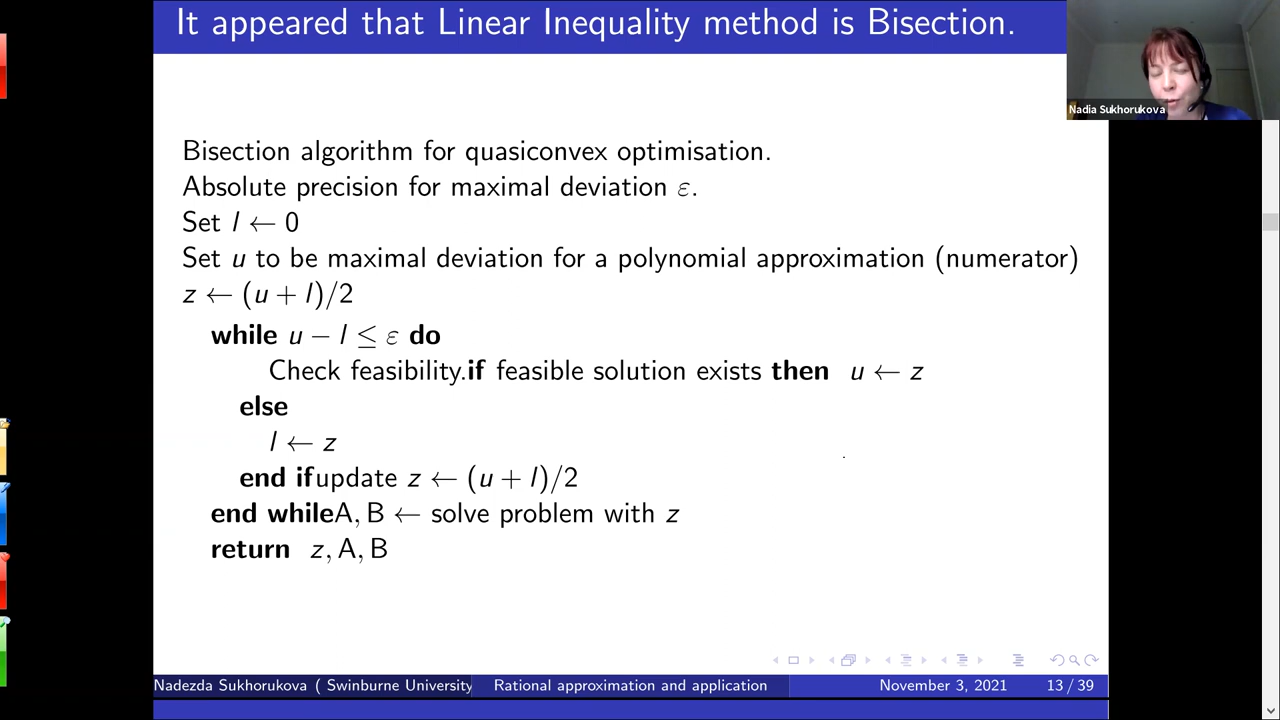 It appeared that Linear Inequality method is Bisection.
Nadia Sukhorukova
Bisection algorithm for quasiconvex optimisation.
Absolute precision for maximal deviation ε.
Set l ← 0
Set u to be maximal deviation for a polynomial approximation (numerator)
z ← (u + l)/2
while u − l ≤ ε do
Check feasibility.if feasible solution exists then u ← z
else
l ← z
end ifupdate z ← (u + l)/2
end whileA, B ← solve problem with z
return z, A, B
Nadezda Sukhorukova ( Swinburne University
Rational approximation and application
November 3, 2021
13 / 39